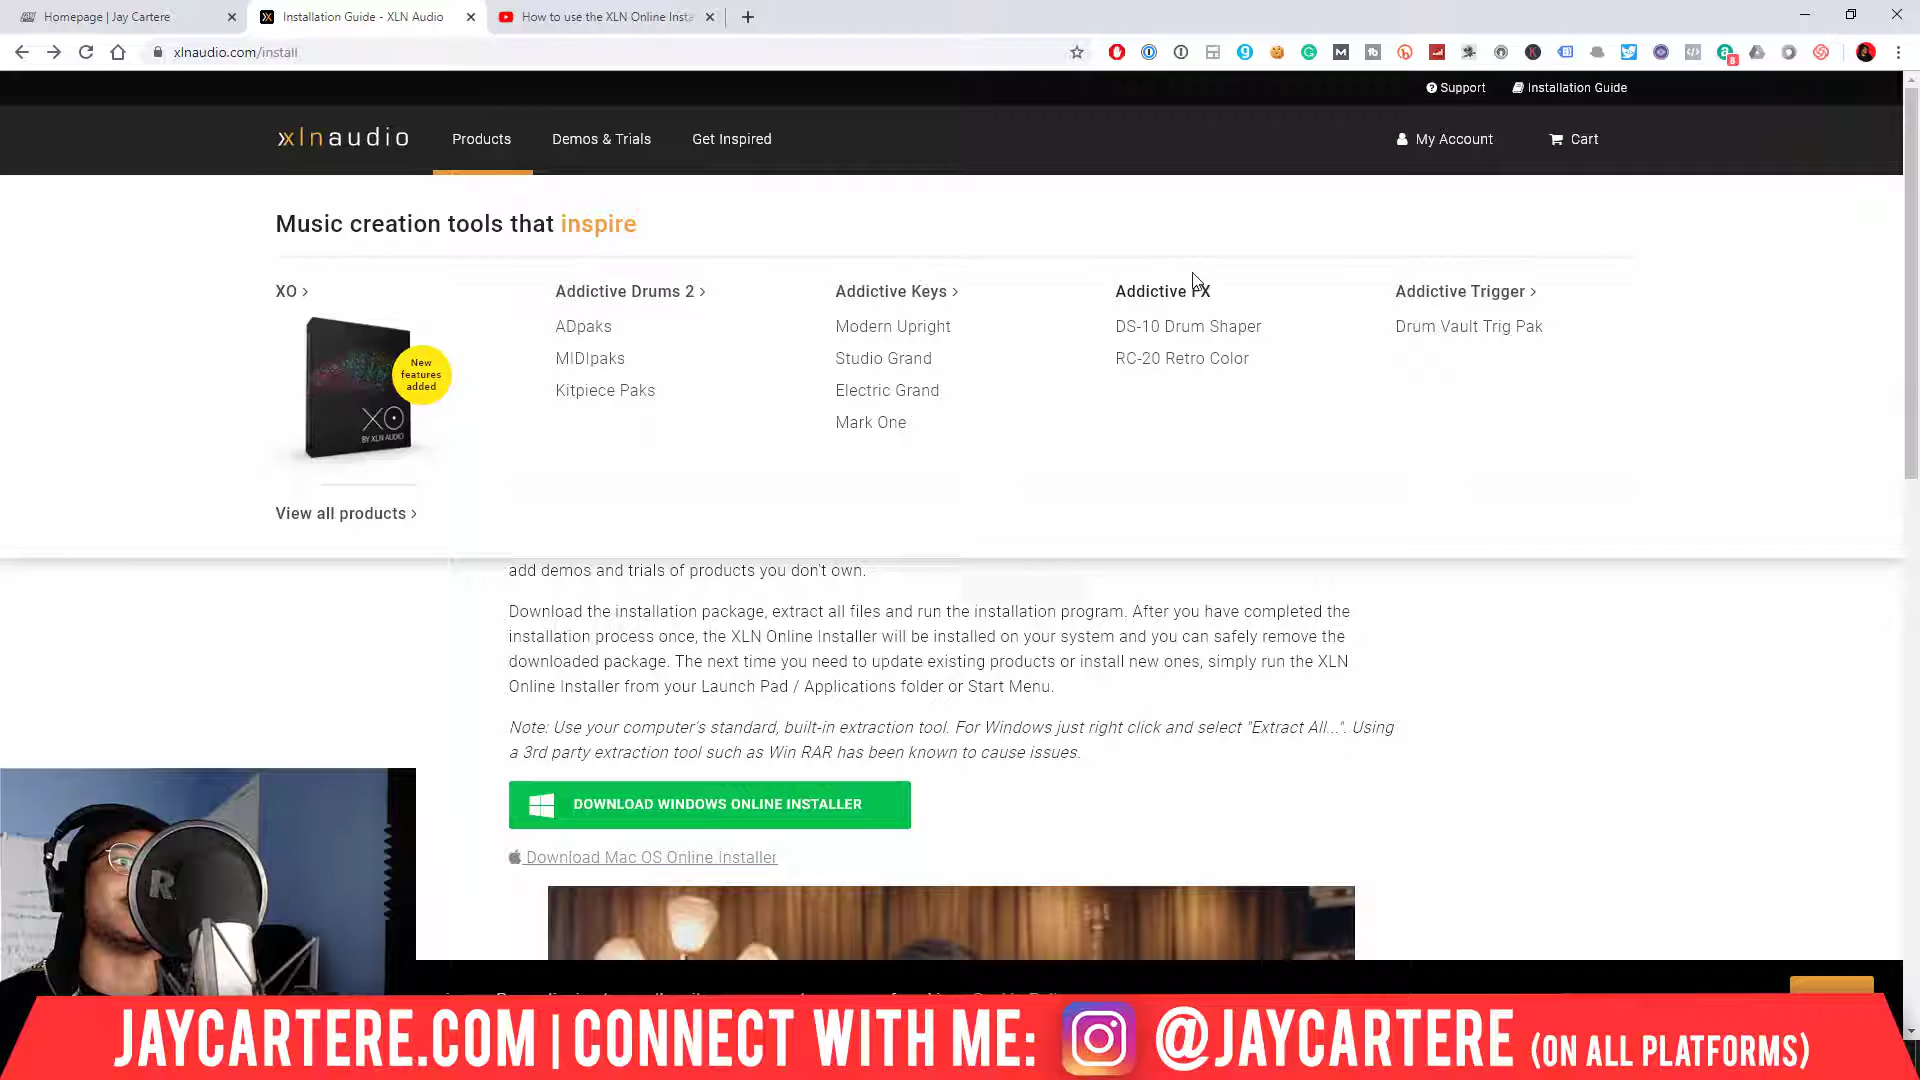 Homepage | Jay Cartere
Installation Guide - XLN Audio
How to use the XLN Online Insta
xlnaudio.com/install
8
Support
Installation Guide
xlnaudio
Products
Demos & Trials
Get Inspired
My Account
Cart
Music creation tools that inspire
XO
New
features
added
XO
BY XLN AUDIO
View all products
Addictive Drums 2
ADpaks
MIDIpaks
Kitpiece Paks
Addictive Keys
Modern Upright
Studio Grand
Electric Grand
Mark One
Addictive FX
DS-10 Drum Shaper
RC-20 Retro Color
Addictive Trigger
Drum Vault Trig Pak
add demos and trials of products you don't own.
Download the installation package, extract all files and run the installation program. After you have completed the
installation process once, the XLN Online Installer will be installed on your system and you can safely remove the
downloaded package. The next time you need to update existing products or install new ones, simply run the XLN
Online Installer from your Launch Pad / Applications folder or Start Menu.
Note: Use your computer's standard, built-in extraction tool. For Windows just right click and select "Extract All...". Using
a 3rd party extraction tool such as Win RAR has been known to cause issues.
DOWNLOAD WINDOWS ONLINE INSTALLER
Download Mac OS Online Installer
R
JAYCARTERE.COM | CONNECT WITH ME: @JAYCARTERE (ON ALL PLATFORMS)